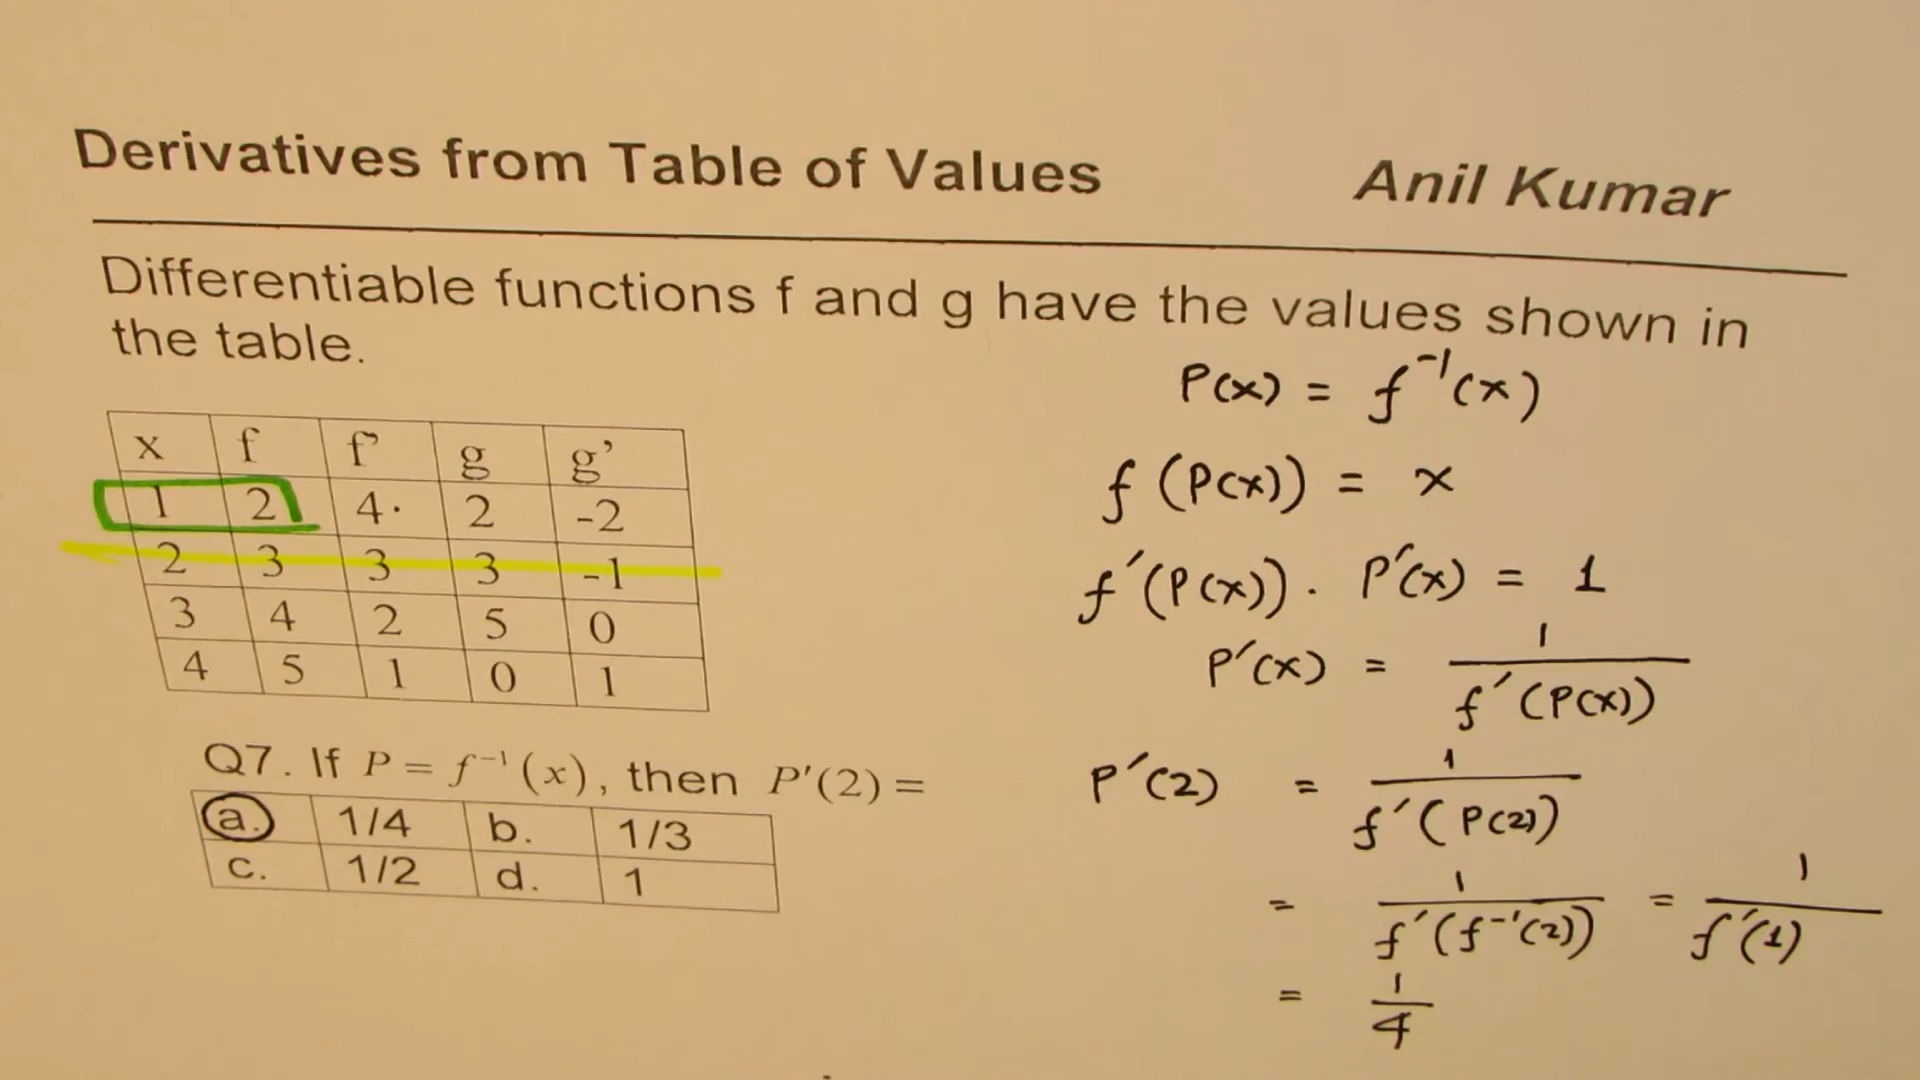 Derivatives from Table of Values Anil Kumar
Differentiable functions f and g have the values shown in
the table.
x f f' g g'
1 2 4. 2 -2
2 3 3 3 -1
3 4 2 5 0
4 5 1 0 1
Q7. If P = f⁻¹(x), then P'(2) =
a. 1/4 b. 1/3
c. 1/2 d. 1
P(x) = f⁻¹(x)
f(P(x)) = x
f'(P(x)) . P'(x) = 1
P'(x) = 1 / f'(P(x))
P'(2) = 1 / f'(P(2))
= 1 / f'(f⁻¹(2)) = 1 / f'(1)
= 1/4